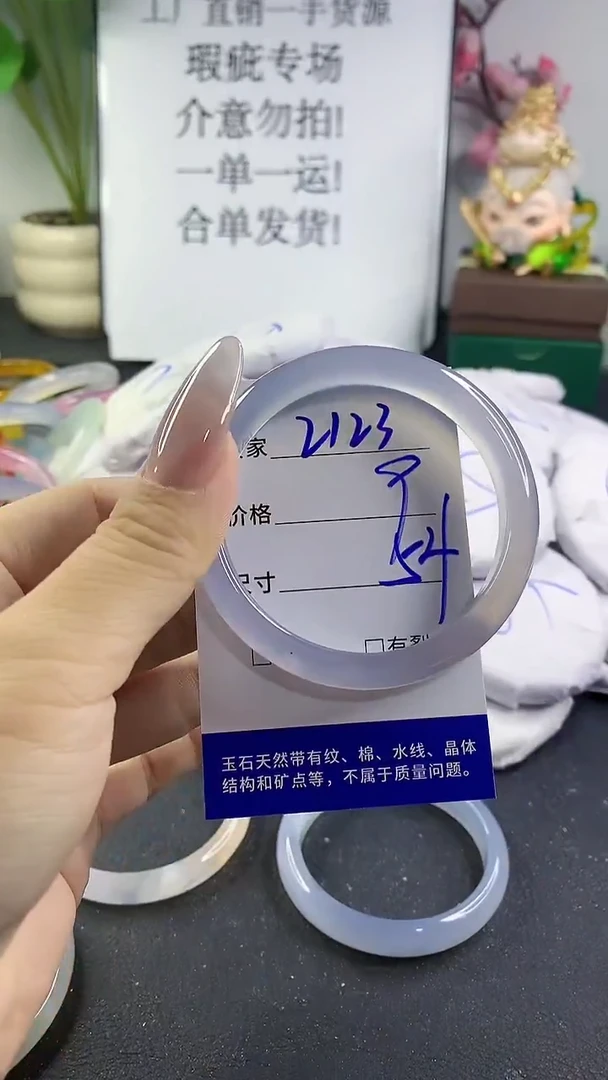 工厂直销一手货源
瑕疵专场
介意勿拍!
一单一运!
合单发货!
家 2123
价格
尺寸 54
有裂
玉石天然带有纹、棉、水线、晶体
结构和矿点等，不属于质量问题。